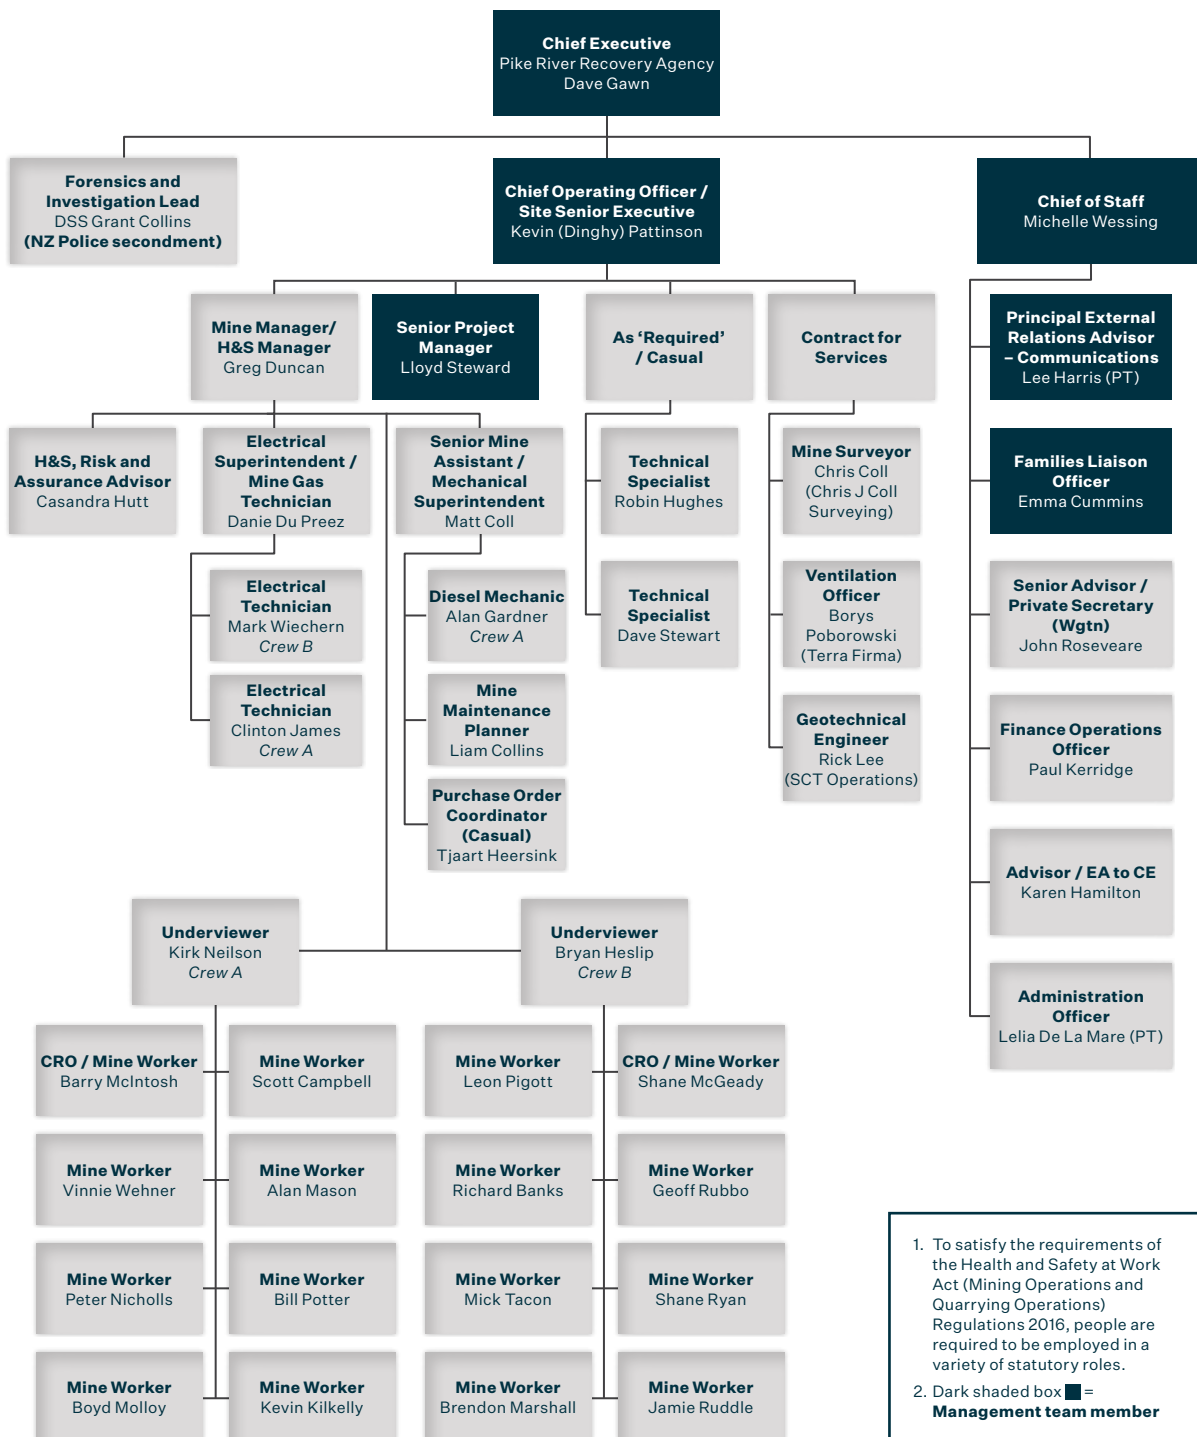 Chief Executive
Pike River Recovery Agency
Dave Gawn
Forensics and
Investigation Lead
DSS Grant Collins
(NZ Police secondment)
Chief Operating Officer /
Site Senior Executive
Kevin (Dinghy) Pattinson
Chief of Staff
Michelle Wessing
Mine Manager/
H&S Manager
Greg Duncan
Senior Project
Manager
Lloyd Steward
As ‘Required’
/ Casual
Contract for
Services
Principal External
Relations Advisor
– Communications
Lee Harris (PT)
H&S, Risk and
Assurance Advisor
Casandra Hutt
Electrical
Superintendent /
Mine Gas
Technician
Danie Du Preez
Senior Mine
Assistant /
Mechanical
Superintendent
Matt Coll
Technical
Specialist
Robin Hughes
Mine Surveyor
Chris Coll
(Chris J Coll
Surveying)
Families Liaison
Officer
Emma Cummins
Electrical
Technician
Mark Wiechern
Crew B
Diesel Mechanic
Alan Gardner
Crew A
Technical
Specialist
Dave Stewart
Ventilation
Officer
Borys
Poborowski
(Terra Firma)
Senior Advisor /
Private Secretary
(Wgtn)
John Roseveare
Electrical
Technician
Clinton James
Crew A
Mine
Maintenance
Planner
Liam Collins
Geotechnical
Engineer
Rick Lee
(SCT Operations)
Finance Operations
Officer
Paul Kerridge
Purchase Order
Coordinator
(Casual)
Tjaart Heersink
Advisor / EA to CE
Karen Hamilton
Underviewer
Kirk Neilson
Crew A
Underviewer
Bryan Heslip
Crew B
Administration
Officer
Lelia De La Mare (PT)
CRO / Mine Worker
Barry McIntosh
Mine Worker
Scott Campbell
Mine Worker
Leon Pigott
CRO / Mine Worker
Shane McGeady
Mine Worker
Vinnie Wehner
Mine Worker
Alan Mason
Mine Worker
Richard Banks
Mine Worker
Geoff Rubbo
Mine Worker
Peter Nicholls
Mine Worker
Bill Potter
Mine Worker
Mick Tacon
Mine Worker
Shane Ryan
Mine Worker
Boyd Molloy
Mine Worker
Kevin Kilkelly
Mine Worker
Brendon Marshall
Mine Worker
Jamie Ruddle
1. To satisfy the requirements of
the Health and Safety at Work
Act (Mining Operations and
Quarrying Operations)
Regulations 2016, people are
required to be employed in a
variety of statutory roles.
2. Dark shaded box =
Management team member